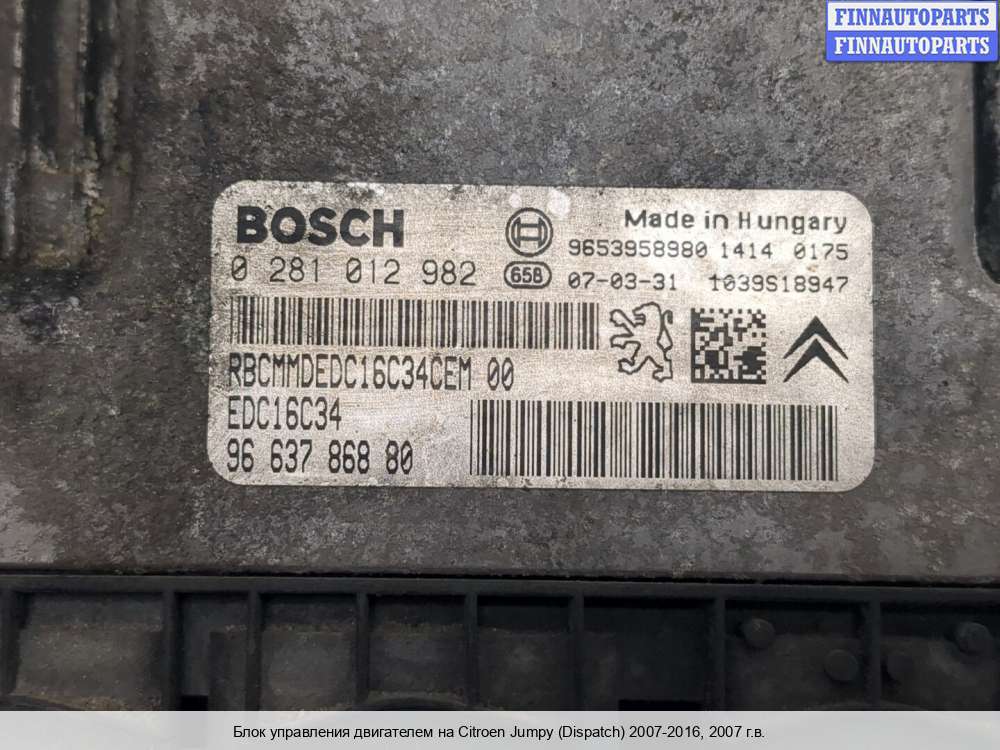 FINNAUTOPARTS
FINNAUTOPARTS
BOSCH
Made in Hungary
9653958980 1414 0175
0 281 012 982
658
07-03-31 1039S18947
RBCMMDEDC16C34CEM 00
EDC16C34
96 637 868 80
Блок управления двигателем на Citroen Jumpy (Dispatch) 2007-2016, 2007 г.в.